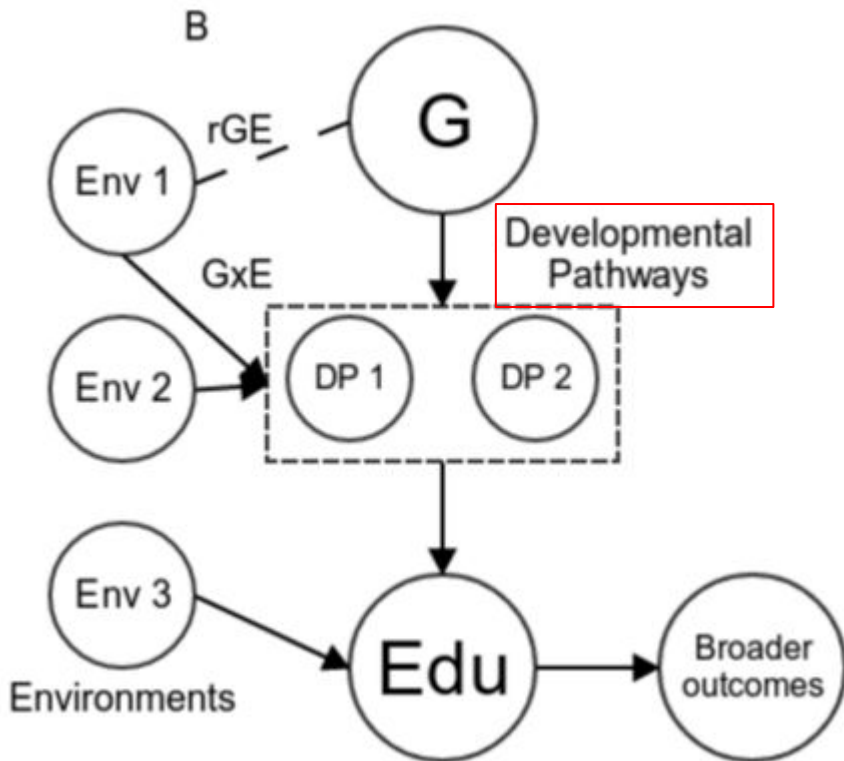 B
G
rGE
Env 1
Developmental
Pathways
GxE
DP 1
DP 2
Env 2
Env 3
Environments
Edu
Broader
outcomes